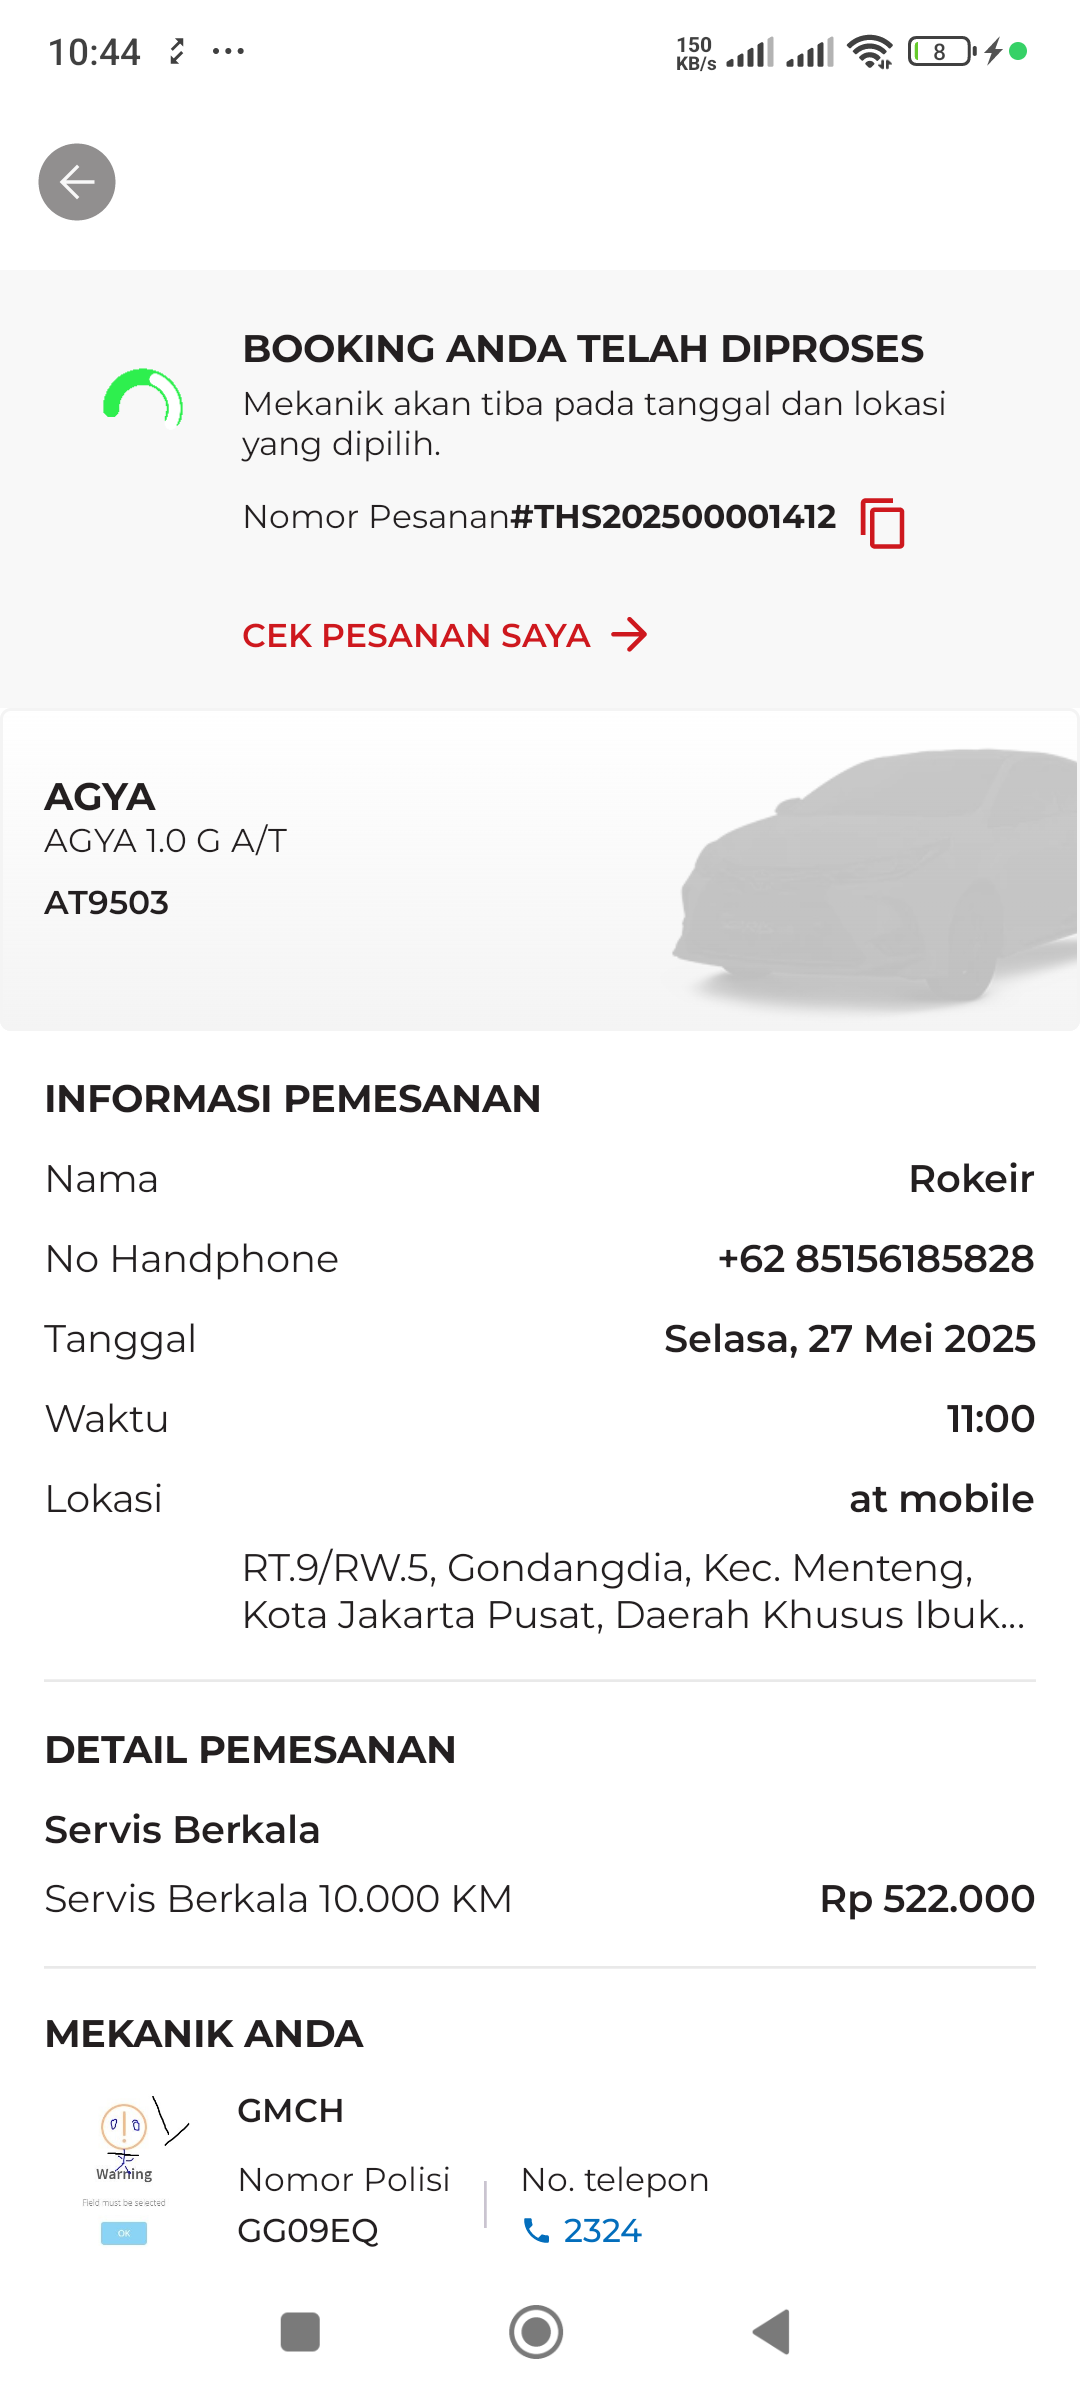 10:44
150
KB/s
8
BOOKING ANDA TELAH DIPROSES
Mekanik akan tiba pada tanggal dan lokasi
yang dipilih.
Nomor Pesanan#THS202500001412
CEK PESANAN SAYA
AGYA
AGYA 1.0 G A/T
AT9503
INFORMASI PEMESANAN
Nama Rokeir
No Handphone +62 85156185828
Tanggal Selasa, 27 Mei 2025
Waktu 11:00
Lokasi at mobile
RT.9/RW.5, Gondangdia, Kec. Menteng,
Kota Jakarta Pusat, Daerah Khusus Ibuk...
DETAIL PEMESANAN
Servis Berkala
Servis Berkala 10.000 KM Rp 522.000
MEKANIK ANDA
Warning
Field must be selected
OK
GMCH
Nomor Polisi No. telepon
GG09EQ 2324